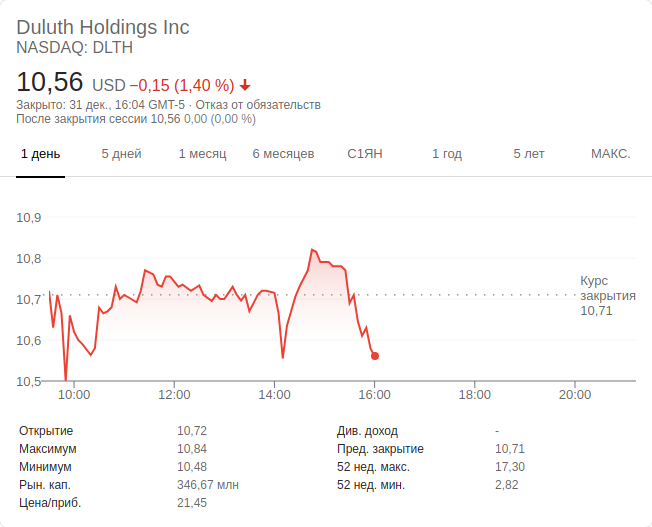 Duluth Holdings Inc
NASDAQ: DLTH
10,56 USD −0,15 (1,40 %)
Закрыто: 31 дек., 16:04 GMT-5 · Отказ от обязательств
После закрытия сессии 10,56 0,00 (0,00 %)
1 день 5 дней 1 месяц 6 месяцев С1ЯН 1 год 5 лет МАКС.
10,9
10,8
10,7
10,6
10,5
Курс
закрытия
10,71
10:00 12:00 14:00 16:00 18:00 20:00
Открытие 10,72 Див. доход -
Максимум 10,84 Пред. закрытие 10,71
Минимум 10,48 52 нед. макс. 17,30
Рын. кап. 346,67 млн 52 нед. мин. 2,82
Цена/приб. 21,45